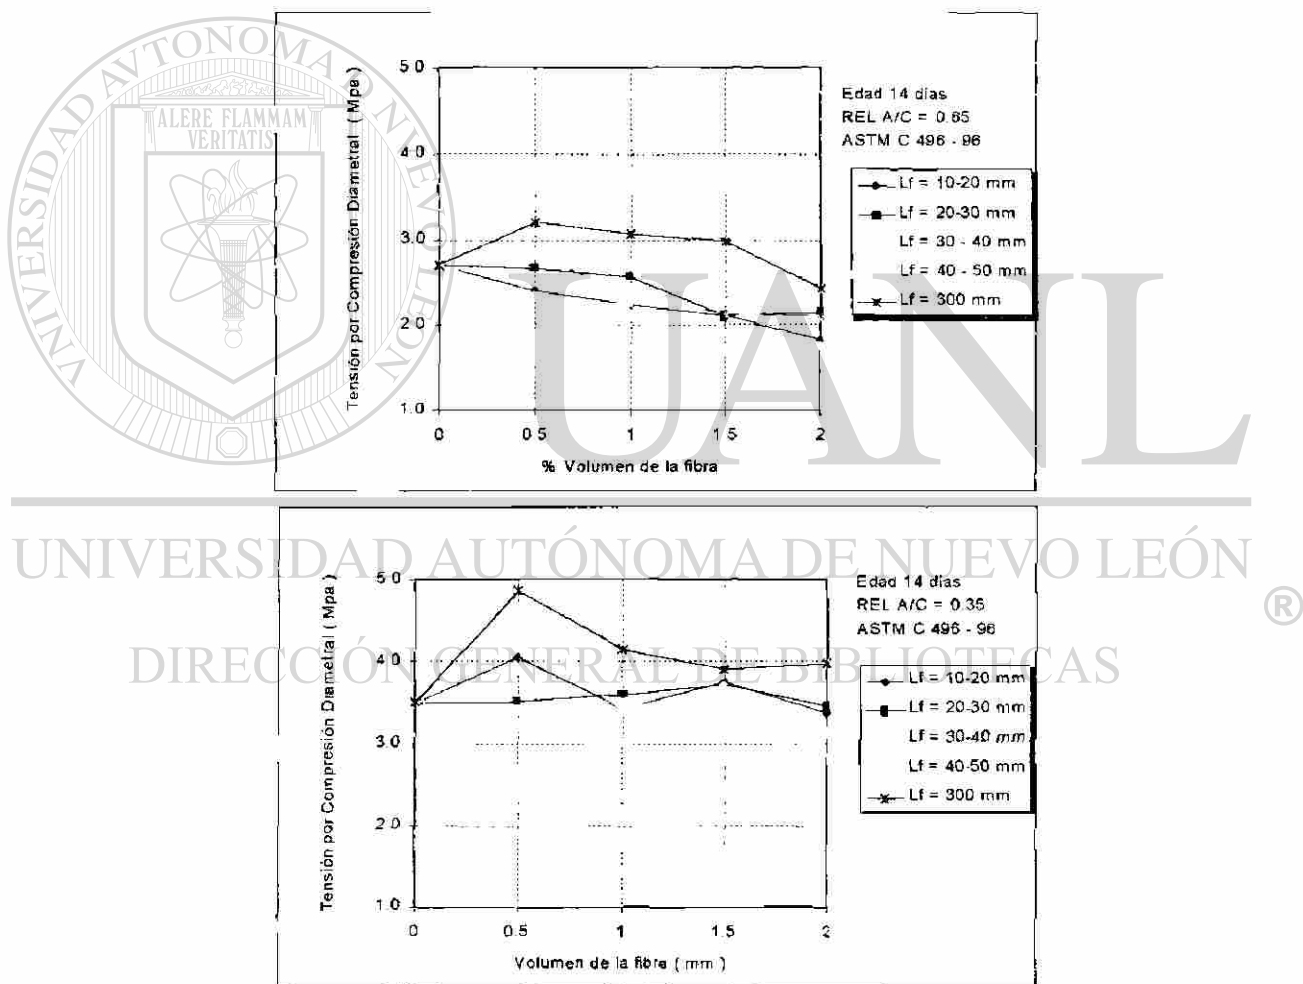 UNIVERSIDAD AVTONOMA DE NUEVO LEON
ALERE FLAMMAM
VERITATIS
Tensión por Compresión Diametral ( Mpa )
5 0
4 0
3.0
2.0
1.0
0
0 5
1
1 5
2
% Volumen de la fibra
Edad 14 días
REL A/C = 0.65
ASTM C 496 - 96
Lf = 10-20 mm
Lf = 20-30 mm
Lf = 30 - 40 mm
Lf = 40 - 50 mm
Lf = 300 mm
UANL
UNIVERSIDAD AUTÓNOMA DE NUEVO LEÓN
®
DIRECCIÓN GENERAL DE BIBLIOTECAS
Tensión por Compresión Diametral ( Mpa )
5 0
4 0
3.0
2 0
1.0
0
0.5
1
1.5
2
Volumen de la fibra ( mm )
Edad 14 días
REL A/C = 0.35
ASTM C 496 - 96
Lf = 10-20 mm
Lf = 20-30 mm
Lf = 30-40 mm
Lf = 40-50 mm
Lf = 300 mm